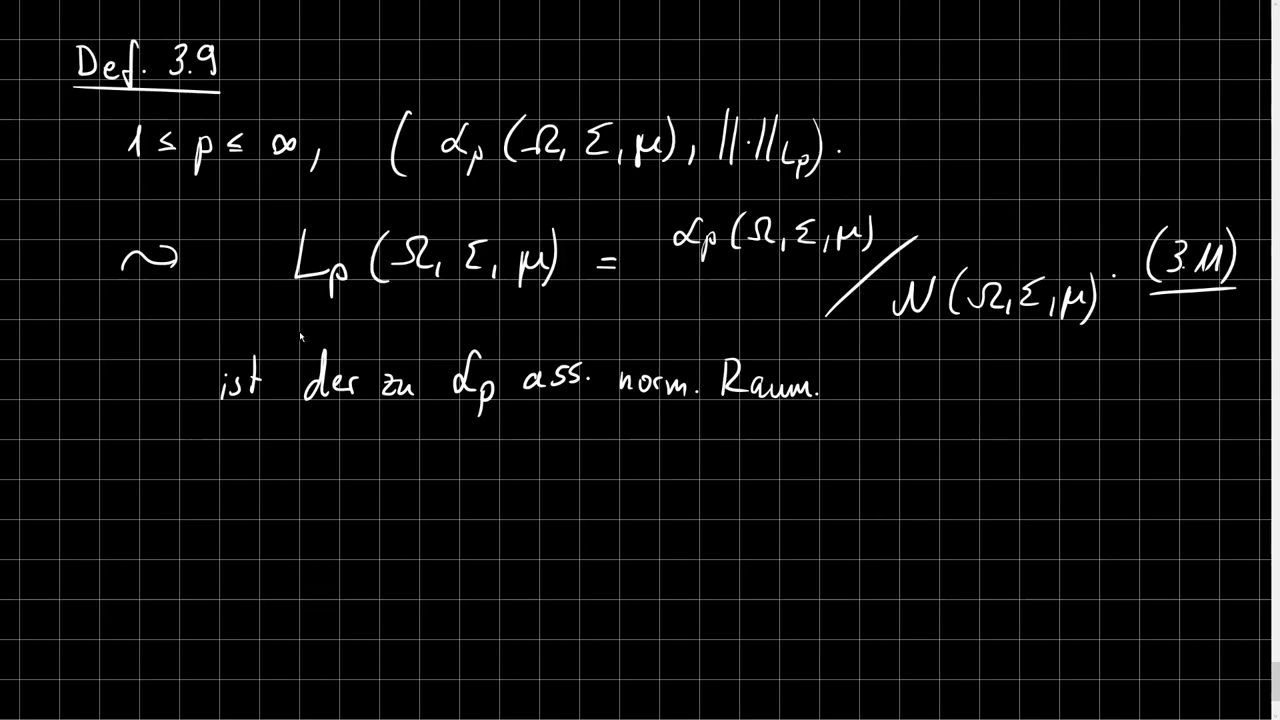 Def. 3.9
1 ≤ p ≤ ∞, ( ℒp (Ω, Σ, μ), ||·||Lp ).
⤳ Lp (Ω, Σ, μ) = ℒp (Ω, Σ, μ) / N (Ω, Σ, μ). (3.11)
ist der zu ℒp ass. norm. Raum.